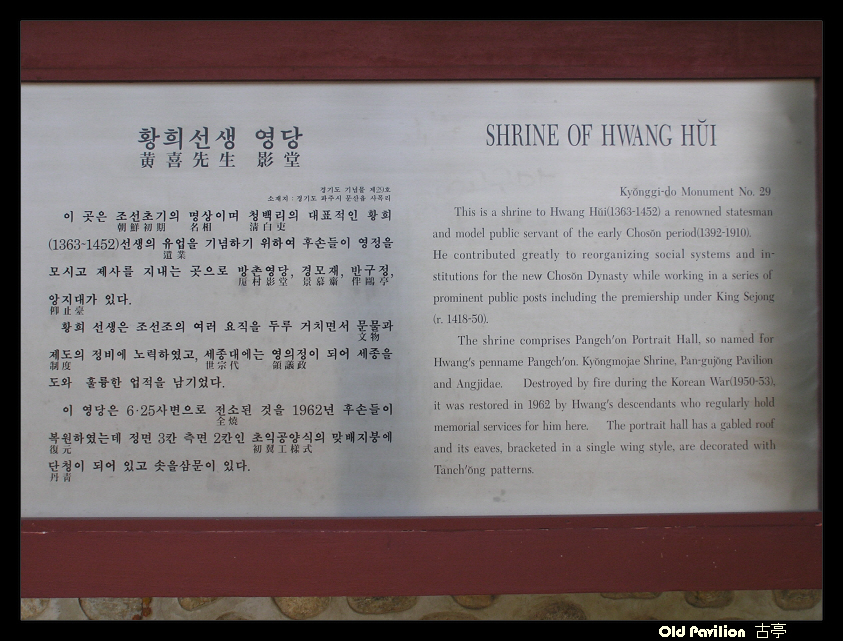 황희선생 영당
黃喜先生 影堂
경기도 기념물 제29호
소재지 : 경기도 파주시 문산읍 사목리
이 곳은 조선초기의 명상이며 청백리의 대표적인 황희
朝鮮初期 名相 淸白吏
(1363-1452)선생의 유업을 기념하기 위하여 후손들이 영정을
遺業
모시고 제사를 지내는 곳으로 방촌영당, 경모재, 반구정,
厖村影堂 景慕齋 伴鷗亭
앙지대가 있다.
仰止臺
황희 선생은 조선조의 여러 요직을 두루 거치면서 문물과
文物
제도의 정비에 노력하였고, 세종대에는 영의정이 되어 세종을
制度 世宗代 領議政
도와 훌륭한 업적을 남기었다.
이 영당은 6·25사변으로 전소된 것을 1962년 후손들이
全燒
복원하였는데 정면 3칸 측면 2칸인 초익공양식의 맞배지붕에
復元 初翼工樣式
단청이 되어 있고 솟을삼문이 있다.
丹靑
SHRINE OF HWANG HŬI
Kyŏnggi-do Monument No. 29
This is a shrine to Hwang Hŭi(1363-1452) a renowned statesman
and model public servant of the early Chosŏn period(1392-1910).
He contributed greatly to reorganizing social systems and in-
stitutions for the new Chosŏn Dynasty while working in a series of
prominent public posts including the premiership under King Sejong
(r. 1418-50).
The shrine comprises Pangch'on Portrait Hall, so named for
Hwang's penname Pangch'on. Kyŏngmojae Shrine, Pan-gujŏng Pavilion
and Angjidae. Destroyed by fire during the Korean War(1950-53),
it was restored in 1962 by Hwang's descendants who regularly hold
memorial services for him here. The portrait hall has a gabled roof
and its eaves, bracketed in a single wing style, are decorated with
Tanch'ŏng patterns.
Old Pavilion 古亭